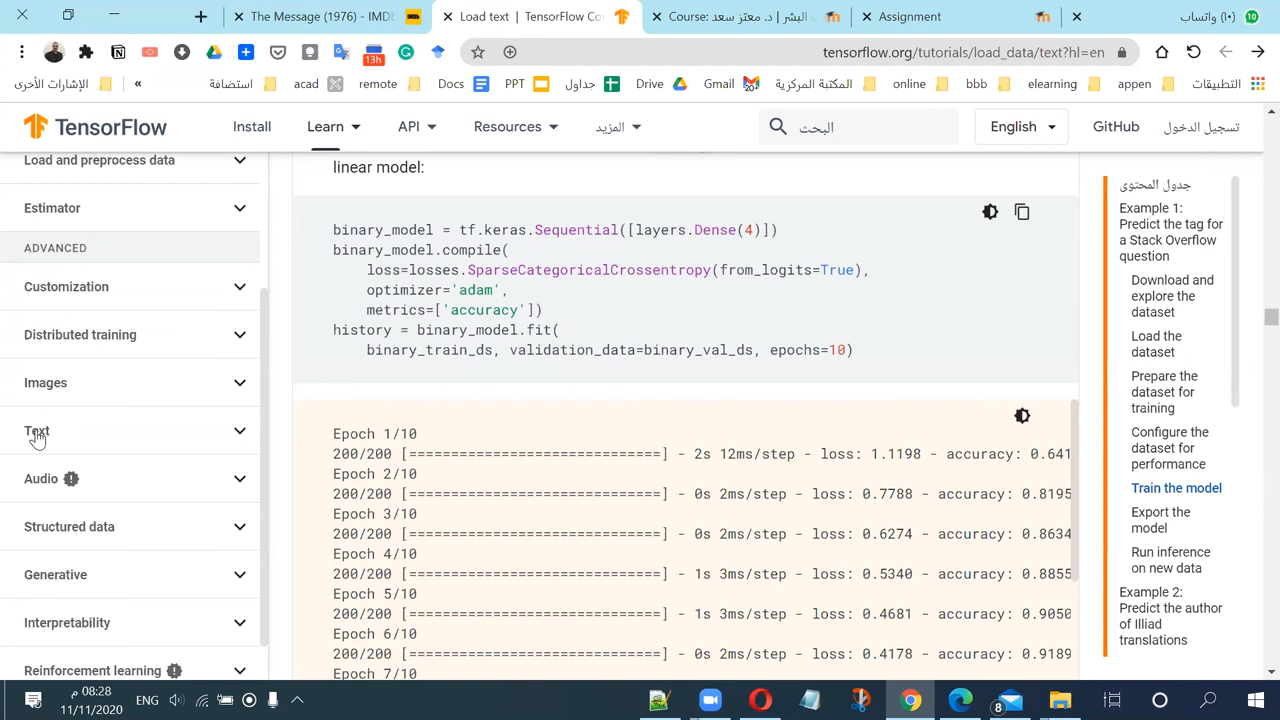 The Message (1976) - IMDb
Load text | TensorFlow Co
Course: البشر | د. معتز سعد
Assignment
(١٠) واتساب
10
tensorflow.org/tutorials/load_data/text?hl=en
13h
الإشارات الأخرى
»
استضافة
acad
remote
Docs
PPT
جداول
Drive
Gmail
المكتبة المركزية
online
bbb
elearning
appen
التطبيقات
TensorFlow
Install
Learn
API
Resources
المزيد
البحث
English
GitHub
تسجيل الدخول
Load and preprocess data
Estimator
ADVANCED
Customization
Distributed training
Images
Text
Audio
Structured data
Generative
Interpretability
Reinforcement learning
linear model:
binary_model = tf.keras.Sequential([layers.Dense(4)])
binary_model.compile(
loss=losses.SparseCategoricalCrossentropy(from_logits=True),
optimizer='adam',
metrics=['accuracy'])
history = binary_model.fit(
binary_train_ds, validation_data=binary_val_ds, epochs=10)
Epoch 1/10
200/200 [==============================] - 2s 12ms/step - loss: 1.1198 - accuracy: 0.641
Epoch 2/10
200/200 [==============================] - 0s 2ms/step - loss: 0.7788 - accuracy: 0.8195
Epoch 3/10
200/200 [==============================] - 0s 2ms/step - loss: 0.6274 - accuracy: 0.8634
Epoch 4/10
200/200 [==============================] - 1s 3ms/step - loss: 0.5340 - accuracy: 0.8855
Epoch 5/10
200/200 [==============================] - 1s 3ms/step - loss: 0.4681 - accuracy: 0.9050
Epoch 6/10
200/200 [==============================] - 0s 2ms/step - loss: 0.4178 - accuracy: 0.9189
Epoch 7/10
جدول المحتوى
Example 1:
Predict the tag for
a Stack Overflow
question
Download and
explore the
dataset
Load the
dataset
Prepare the
dataset for
training
Configure the
dataset for
performance
Train the model
Export the
model
Run inference
on new data
Example 2:
Predict the author
of Illiad
translations
08:28 م
11/11/2020
ENG
8